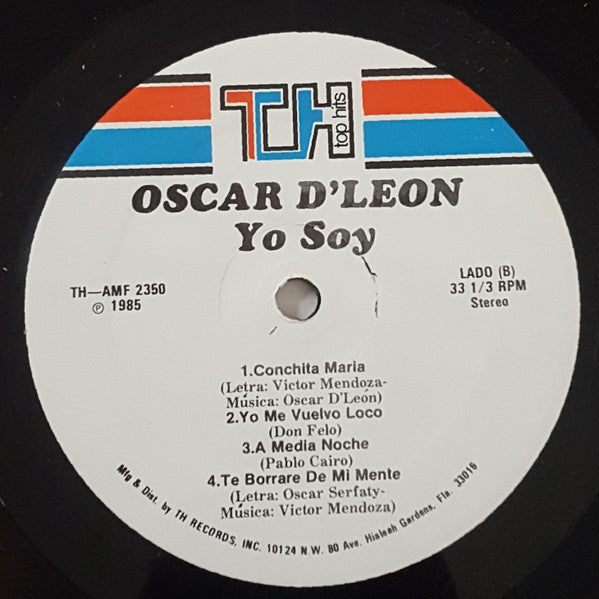 TH
top hits
OSCAR D'LEON
Yo Soy
TH—AMF 2350
℗ 1985
LADO (B)
33 1/3 RPM
Stereo
1.Conchita Maria
(Letra: Victor Mendoza-
Música: Oscar D'León)
2.Yo Me Vuelvo Loco
(Don Felo)
3.A Media Noche
(Pablo Cairo)
4.Te Borrare De Mi Mente
(Letra: Oscar Serfaty-
Música: Victor Mendoza)
Mfg & Dist. by TH RECORDS, INC. 10124 N.W. 80 Ave. Hialeah Gardens, Fla. 33016